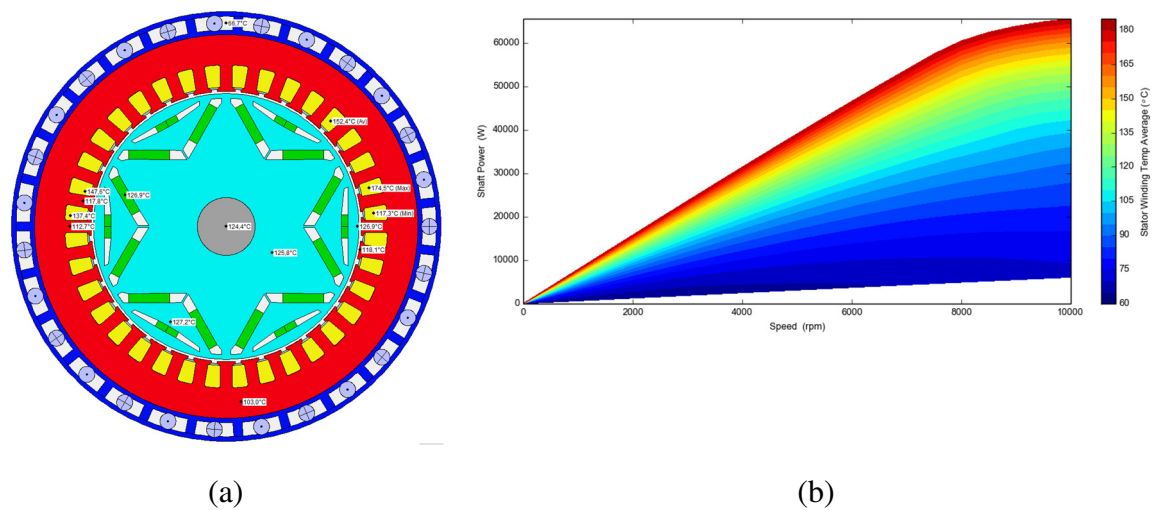 66,7°C
152,4°C (Av)
147,6°C
126,9°C
174,5°C (Max)
117,8°C
137,4°C
117,3°C (Min)
112,7°C
124,4°C
126,9°C
125,8°C
118,1°C
127,2°C
103,0°C
60000
50000
40000
30000
20000
10000
0
Shaft Power (W)
0 2000 4000 6000 8000 10000
Speed (rpm)
180
165
150
135
120
105
90
75
60
Stator Winding Temp Average (°C)
(a) (b)